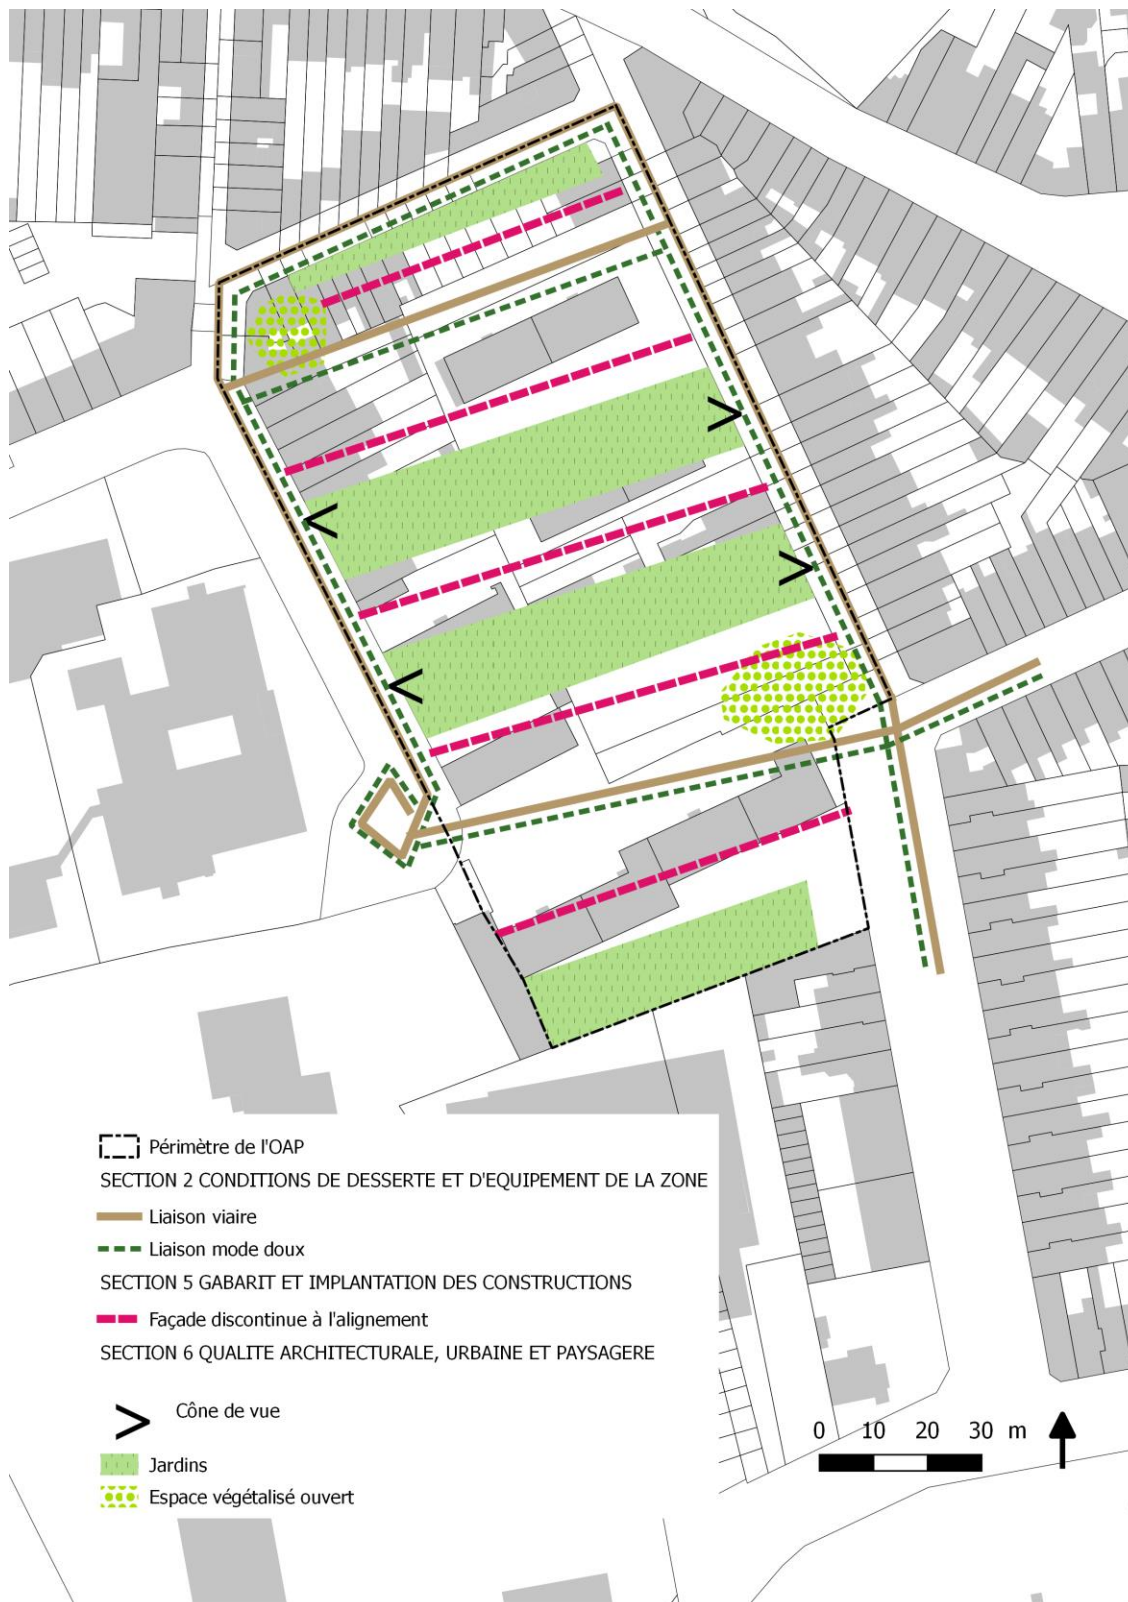 Périmètre de l'OAP
SECTION 2 CONDITIONS DE DESSERTE ET D'EQUIPEMENT DE LA ZONE
Liaison viaire
Liaison mode doux
SECTION 5 GABARIT ET IMPLANTATION DES CONSTRUCTIONS
Façade discontinue à l'alignement
SECTION 6 QUALITE ARCHITECTURALE, URBAINE ET PAYSAGERE
Cône de vue
0 10 20 30 m
Jardins
Espace végétalisé ouvert